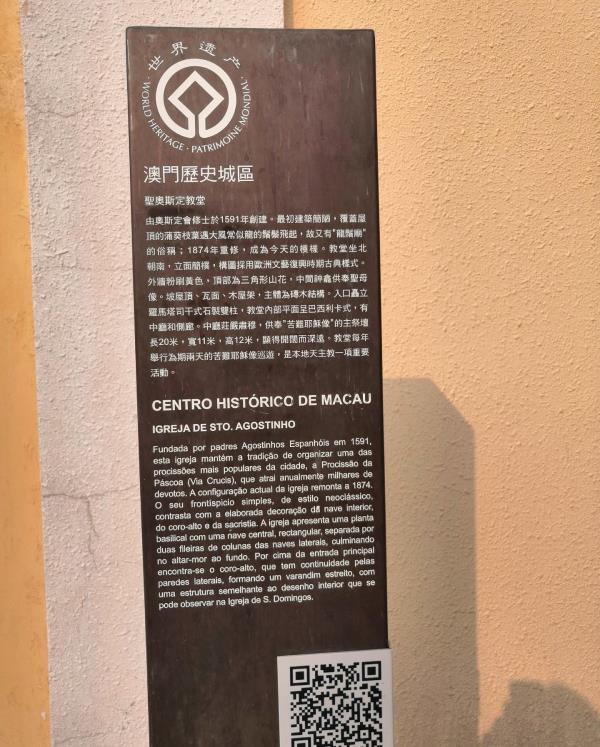 世界遗产
· WORLD HERITAGE · PATRIMOINE MONDIAL ·
澳門歷史城區
聖奧斯定教堂
由奧斯定會修士於1591年創建。最初建築簡陋，覆蓋屋
頂的蒲葵枝葉遇大風常似龍的鬚鬢飛起，故又有"龍鬚廟"
的俗稱；1874年重修，成為今天的模樣。教堂坐北
朝南，立面簡樸，構圖採用歐洲文藝復興時期古典樣式。
外牆粉刷黃色，頂部為三角形山花，中間神龕供奉聖母
像。坡屋頂、瓦面、木屋架，主體為磚木結構。入口矗立
羅馬塔司干式石製雙柱，教堂內部平面呈巴西利卡式，有
中廳和側廊。中廳莊嚴肅穆，供奉"苦難耶穌像"的主祭壇
長20米，寬11米，高12米，顯得開闊而深遠。教堂每年
舉行為期兩天的苦難耶穌像巡遊，是本地天主教一項重要
活動。
CENTRO HISTÓRICO DE MACAU
IGREJA DE STO. AGOSTINHO
Fundada por padres Agostinhos Espanhóis em 1591,
esta igreja mantém a tradição de organizar uma das
procissões mais populares da cidade, a Procissão da
Páscoa (Via Crucis), que atrai anualmente milhares de
devotos. A configuração actual da igreja remonta a 1874.
O seu frontispício simples, de estilo neoclássico,
contrasta com a elaborada decoração da nave interior,
do coro-alto e da sacristia. A igreja apresenta uma planta
basilical com uma nave central, rectangular, separada por
duas fileiras de colunas das naves laterais, culminando
no altar-mor ao fundo. Por cima da entrada principal
encontra-se o coro-alto, que tem continuidade pelas
paredes laterais, formando um varandim estreito, com
uma estrutura semelhante ao desenho interior que se
pode observar na Igreja de S. Domingos.